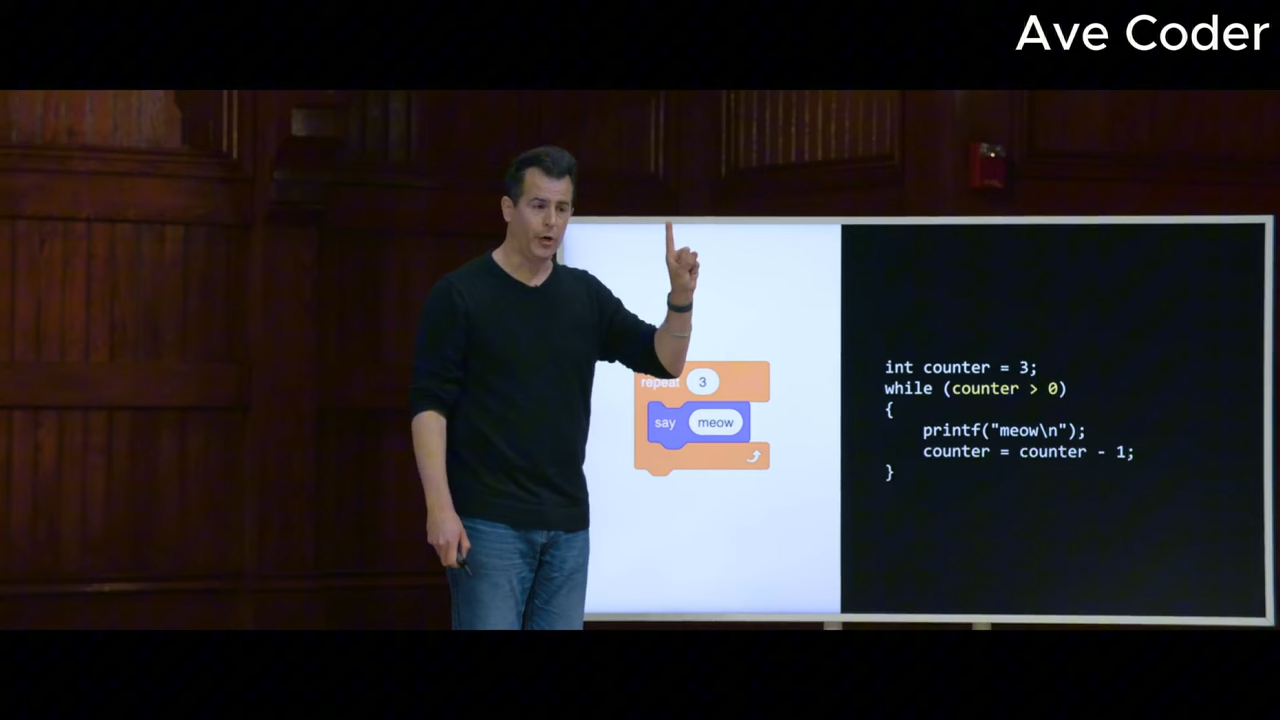 Ave Coder
repeat 3
say meow
int counter = 3;
while (counter > 0)
{
    printf("meow\n");
    counter = counter - 1;
}